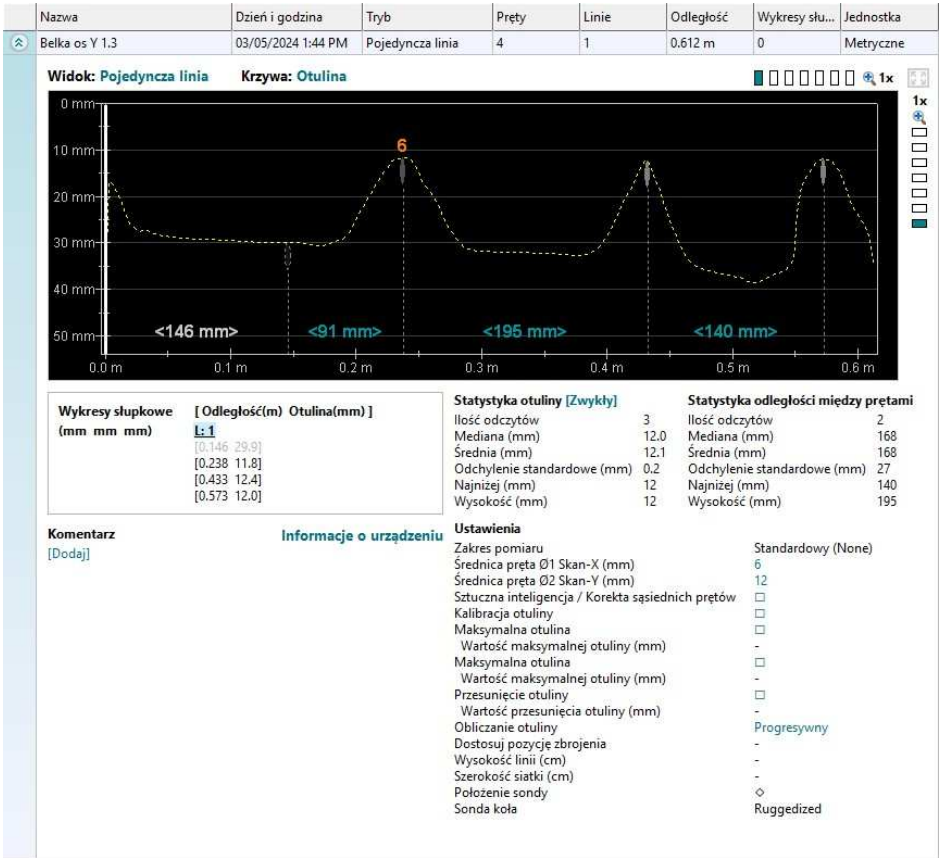 Nazwa Dzień i godzina Tryb Pręty Linie Odległość Wykresy słu... Jednostka
Belka os Y 1.3 03/05/2024 1:44 PM Pojedyncza linia 4 1 0.612 m 0 Metryczne
Widok: Pojedyncza linia Krzywa: Otulina 1x
1x
0 mm
10 mm
6
20 mm
30 mm
40 mm
50 mm <146 mm> <91 mm> <195 mm> <140 mm>
0.0 m 0.1 m 0.2 m 0.3 m 0.4 m 0.5 m 0.6 m
Wykresy słupkowe [ Odległość(m) Otulina(mm) ]
(mm mm mm) L: 1
[0.146 29.9]
[0.238 11.8]
[0.433 12.4]
[0.573 12.0]
Statystyka otuliny [Zwykły]
Ilość odczytów 3
Mediana (mm) 12.0
Średnia (mm) 12.1
Odchylenie standardowe (mm) 0.2
Najniżej (mm) 12
Wysokość (mm) 12
Statystyka odległości między prętami
Ilość odczytów 2
Mediana (mm) 168
Średnia (mm) 168
Odchylenie standardowe (mm) 27
Najniżej (mm) 140
Wysokość (mm) 195
Komentarz Informacje o urządzeniu
[Dodaj]
Ustawienia
Zakres pomiaru Standardowy (None)
Średnica pręta Ø1 Skan-X (mm) 6
Średnica pręta Ø2 Skan-Y (mm) 12
Sztuczna inteligencja / Korekta sąsiednich prętów □
Kalibracja otuliny □
Maksymalna otulina □
Wartość maksymalnej otuliny (mm) -
Maksymalna otulina □
Wartość maksymalnej otuliny (mm) -
Przesunięcie otuliny □
Wartość przesunięcia otuliny (mm) -
Obliczanie otuliny Progresywny
Dostosuj pozycję zbrojenia -
Wysokość linii (cm) -
Szerokość siatki (cm) -
Położenie sondy ◇
Sonda koła Ruggedized